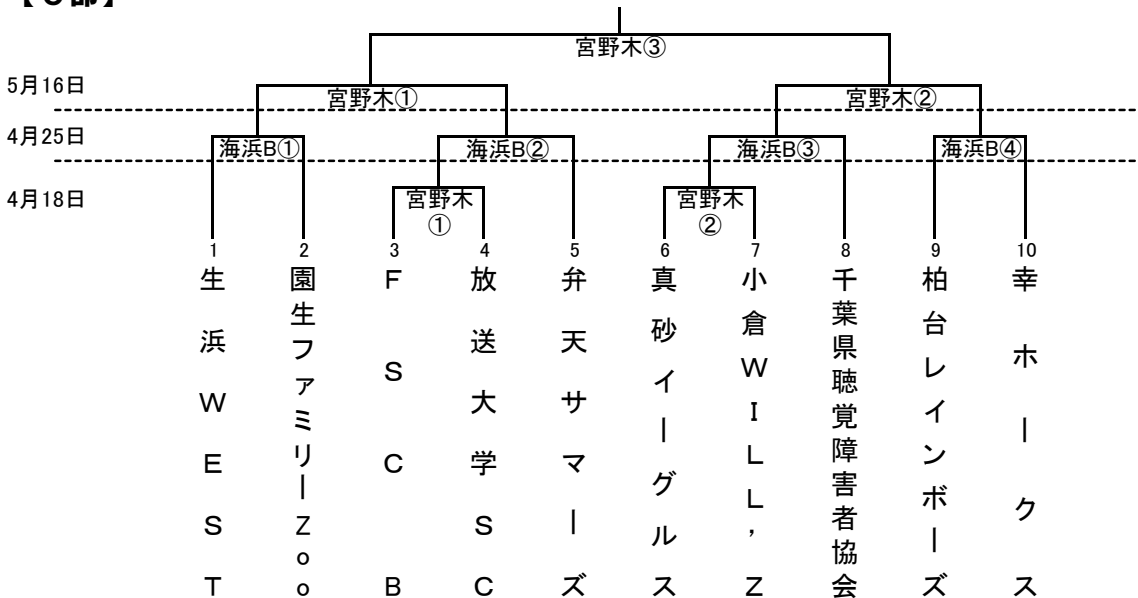 宮野木③
5月16日
宮野木①
宮野木②
4月25日
海浜B①
海浜B②
海浜B③
海浜B④
4月18日
宮野木
①
宮野木
②
1
2
3
4
5
6
7
8
9
10
生浜WEST
園生ファミリーZoo
FSCB
放送大学SC
弁天サマーズ
真砂イーグルス
小倉WILL’Z
千葉県聴覚障害者協会
柏台レインボーズ
幸ホークス